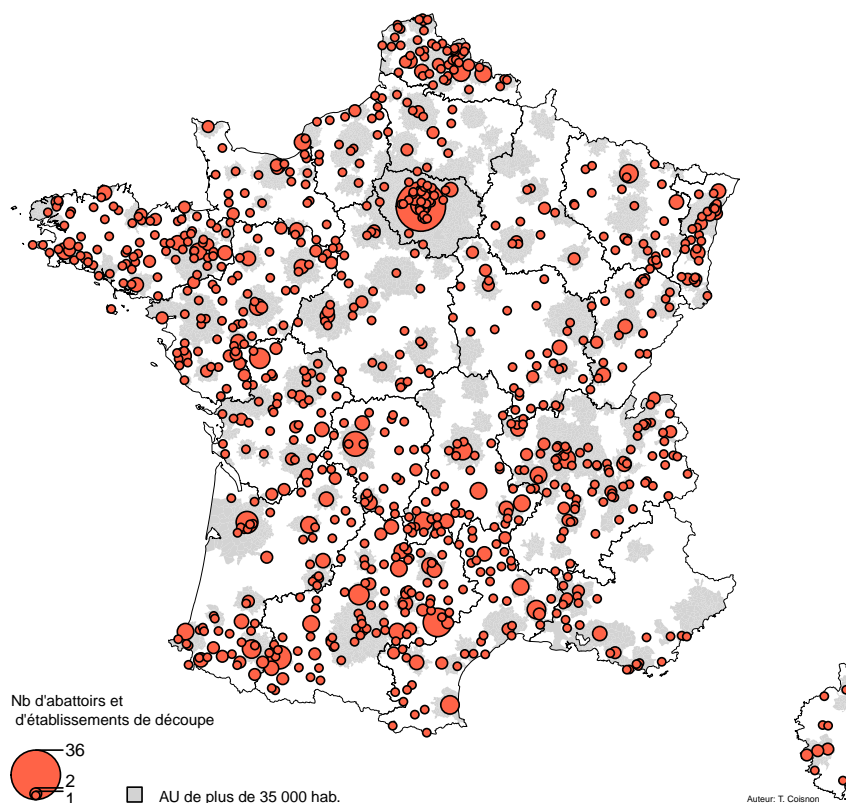 Nb d'abattoirs et
d'établissements de découpe
36
2
1
AU de plus de 35 000 hab.
Auteur: T. Coisnon